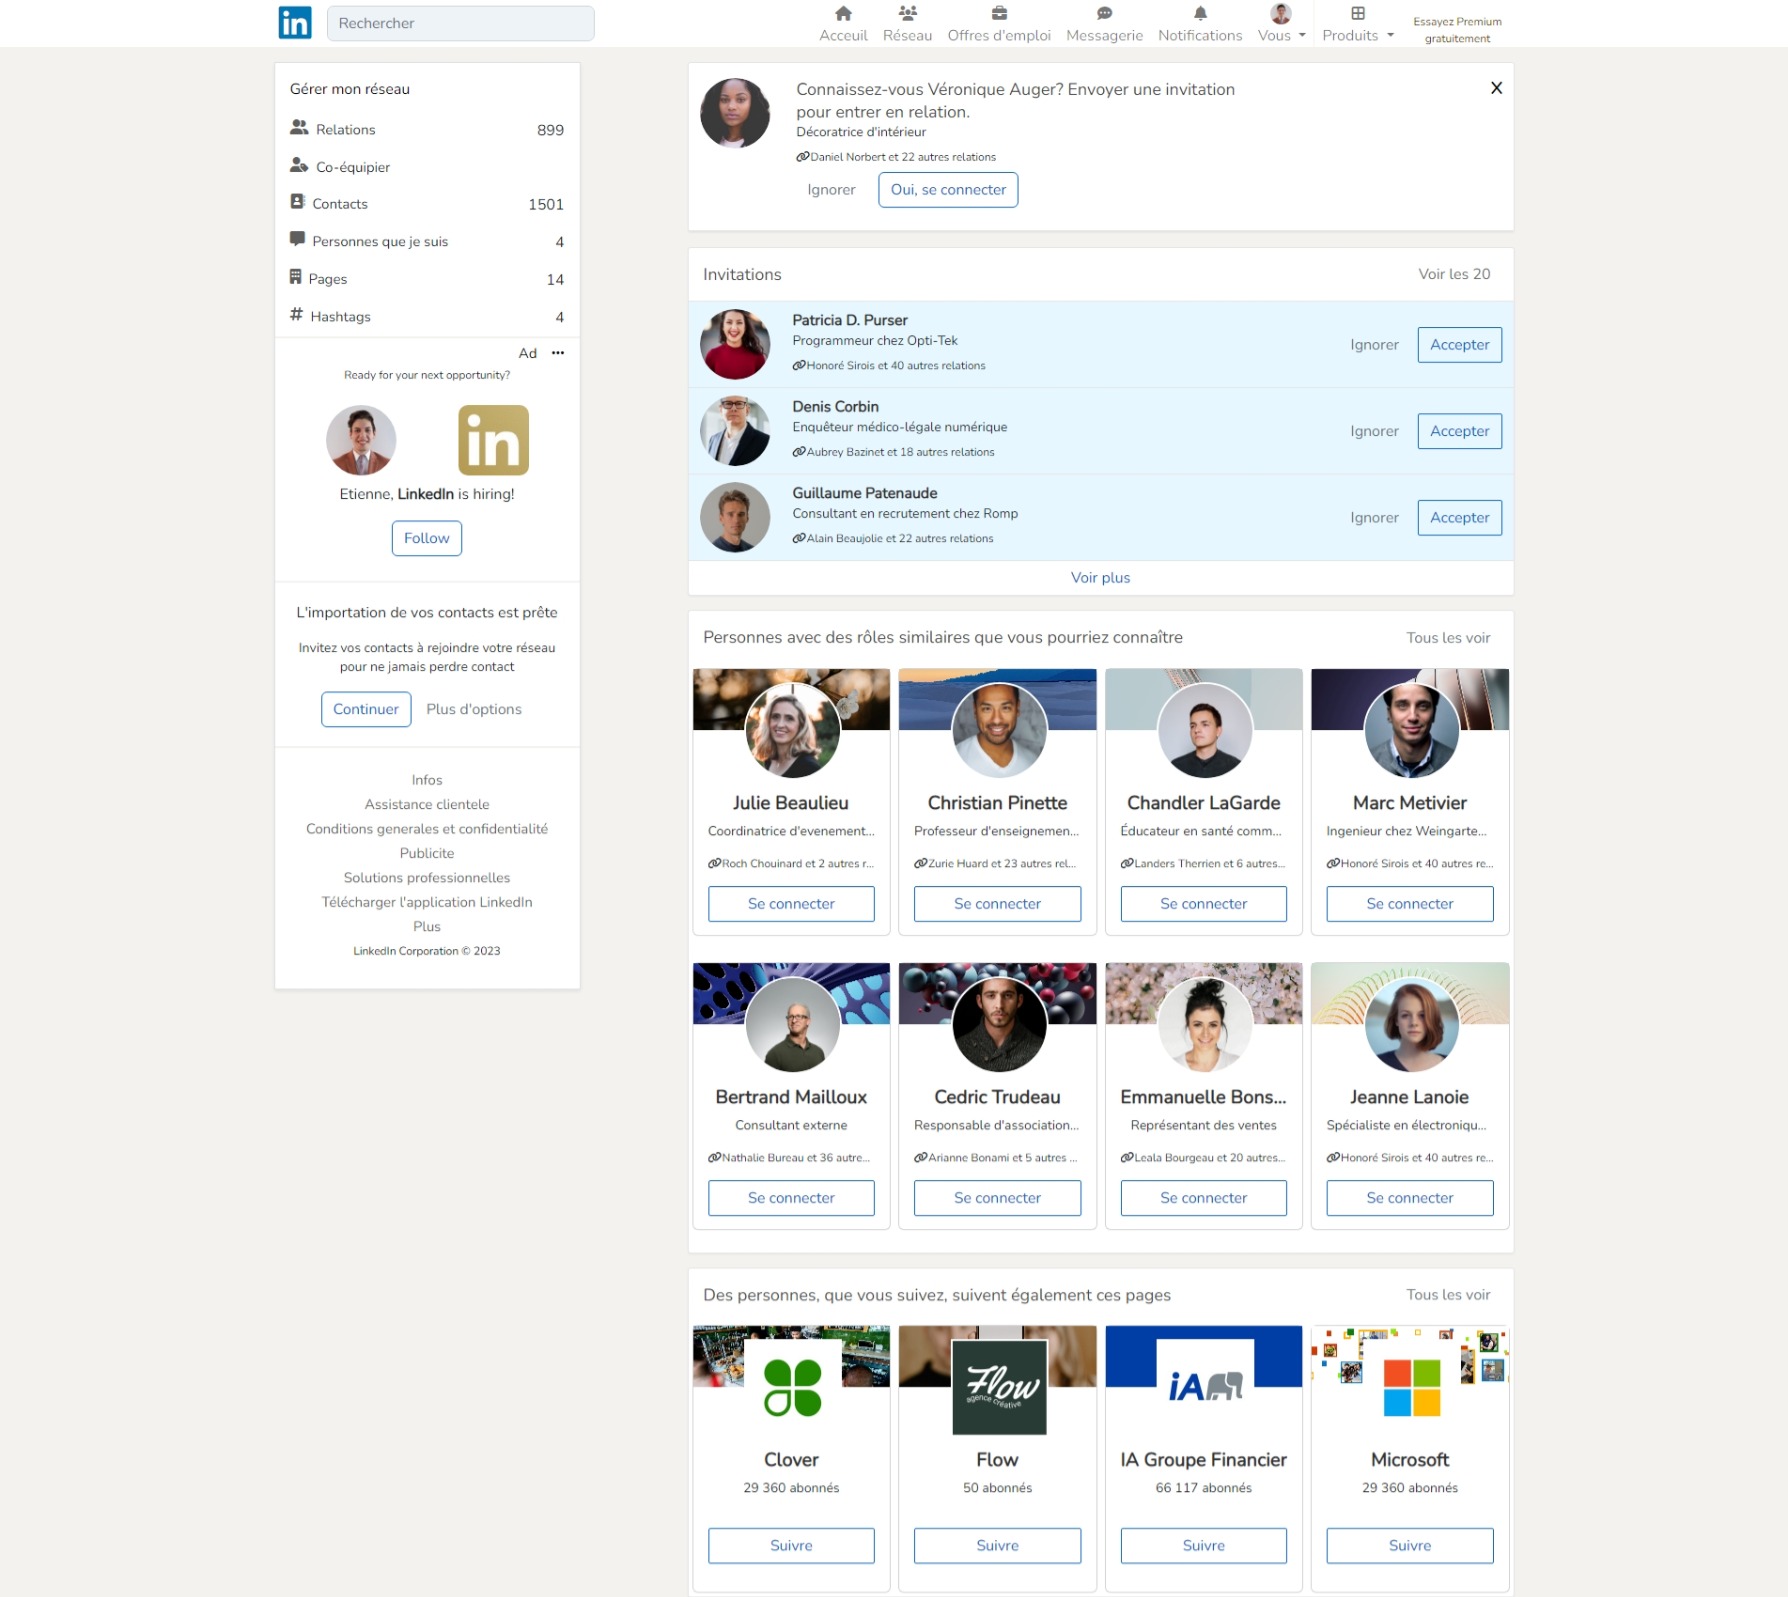 in
Rechercher
Acceuil
Réseau
Offres d'emploi
Messagerie
Notifications
Vous
Produits
Essayez Premium
gratuitement
Gérer mon réseau
Relations 899
Co-équipier
Contacts 1501
Personnes que je suis 4
Pages 14
# Hashtags 4
Ad ...
Ready for your next opportunity?
in
Etienne, LinkedIn is hiring!
Follow
L'importation de vos contacts est prête
Invitez vos contacts à rejoindre votre réseau
pour ne jamais perdre contact
Continuer Plus d'options
Infos
Assistance clientele
Conditions generales et confidentialité
Publicite
Solutions professionnelles
Télécharger l'application LinkedIn
Plus
LinkedIn Corporation © 2023
Connaissez-vous Véronique Auger? Envoyer une invitation
pour entrer en relation.
X
Décoratrice d'intérieur
Daniel Norbert et 22 autres relations
Ignorer Oui, se connecter
Invitations Voir les 20
Patricia D. Purser
Programmeur chez Opti-Tek
Honoré Sirois et 40 autres relations
Ignorer Accepter
Denis Corbin
Enquêteur médico-légale numérique
Aubrey Bazinet et 18 autres relations
Ignorer Accepter
Guillaume Patenaude
Consultant en recrutement chez Romp
Alain Beaujolie et 22 autres relations
Ignorer Accepter
Voir plus
Personnes avec des rôles similaires que vous pourriez connaître Tous les voir
Julie Beaulieu
Coordinatrice d'evenement...
Roch Chouinard et 2 autres r...
Se connecter
Christian Pinette
Professeur d'enseignemen...
Zurie Huard et 23 autres rel...
Se connecter
Chandler LaGarde
Éducateur en santé comm...
Landers Therrien et 6 autres...
Se connecter
Marc Metivier
Ingenieur chez Weingarte...
Honoré Sirois et 40 autres re...
Se connecter
Bertrand Mailloux
Consultant externe
Nathalie Bureau et 36 autre...
Se connecter
Cedric Trudeau
Responsable d'association...
Arianne Bonami et 5 autres ...
Se connecter
Emmanuelle Bons...
Représentant des ventes
Leala Bourgeau et 20 autres...
Se connecter
Jeanne Lanoie
Spécialiste en électroniqu...
Honoré Sirois et 40 autres re...
Se connecter
Des personnes, que vous suivez, suivent également ces pages Tous les voir
Clover
29 360 abonnés
Suivre
Flow
agence créative
Flow
50 abonnés
Suivre
iA
IA Groupe Financier
66 117 abonnés
Suivre
Microsoft
29 360 abonnés
Suivre